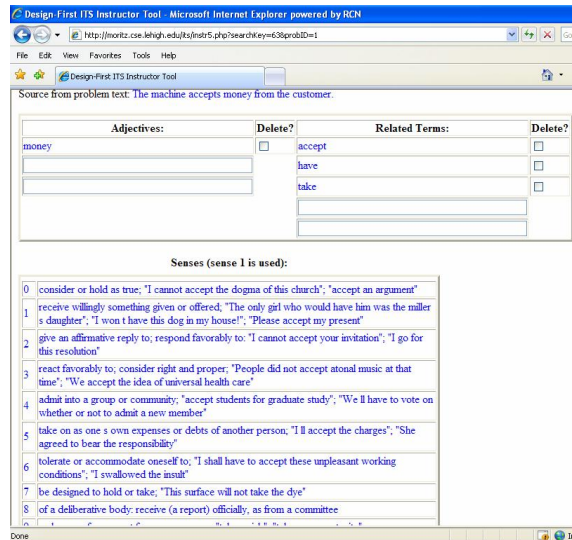 Design-First ITS Instructor Tool - Microsoft Internet Explorer powered by RCN
http://moritz.cse.lehigh.edu/its/instr5.php?searchKey=63&probID=1
File Edit View Favorites Tools Help
Design-First ITS Instructor Tool
Source from problem text: The machine accepts money from the customer.
Adjectives: Delete? Related Terms: Delete?
money accept
have
take
Senses (sense 1 is used):
0 consider or hold as true; "I cannot accept the dogma of this church"; "accept an argument"
1 receive willingly something given or offered; "The only girl who would have him was the miller
s daughter"; "I won t have this dog in my house!"; "Please accept my present"
2 give an affirmative reply to; respond favorably to: "I cannot accept your invitation"; "I go for
this resolution"
3 react favorably to; consider right and proper; "People did not accept atonal music at that
time"; "We accept the idea of universal health care"
4 admit into a group or community; "accept students for graduate study"; "We ll have to vote on
whether or not to admit a new member"
5 take on as one s own expenses or debts of another person; "I ll accept the charges"; "She
agreed to bear the responsibility"
6 tolerate or accommodate oneself to; "I shall have to accept these unpleasant working
conditions"; "I swallowed the insult"
7 be designed to hold or take; "This surface will not take the dye"
8 of a deliberative body: receive (a report) officially, as from a committee
Done